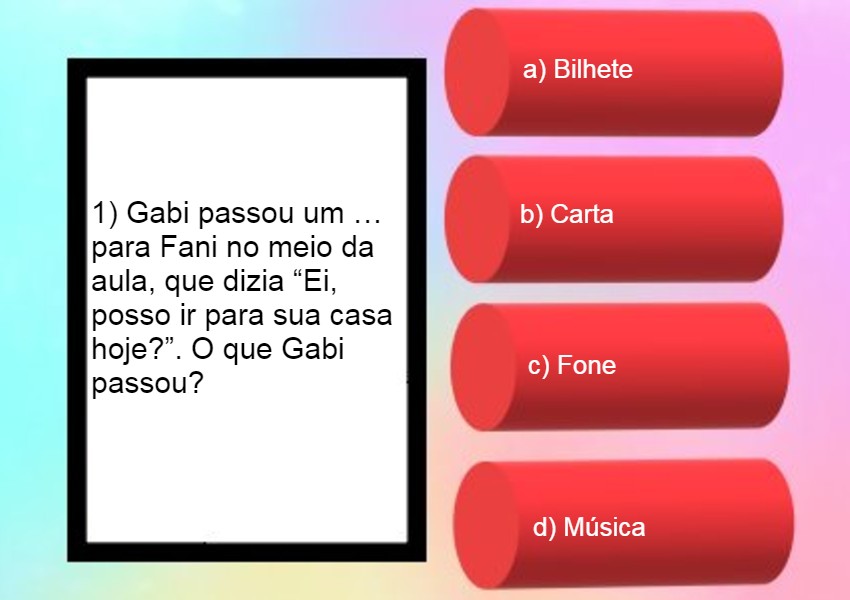 1) Gabi passou um …
para Fani no meio da
aula, que dizia “Ei,
posso ir para sua casa
hoje?”. O que Gabi
passou?
a) Bilhete
b) Carta
c) Fone
d) Música